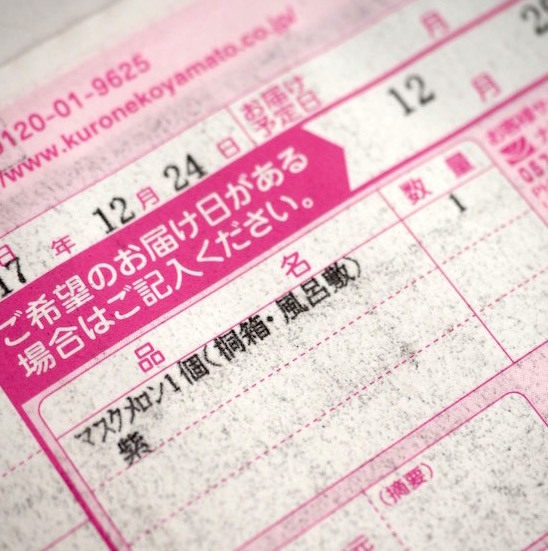 0120-01-9625
/www.kuronekoyamato.co.jp/
お届け
予定日
月
12
月
17
日
年
12
月
24
日
ご希望のお届け日がある
場合はご記入ください。
品
名
数
量
マスクメロン1個(桐箱・風呂敷)
1
紫
(摘要)